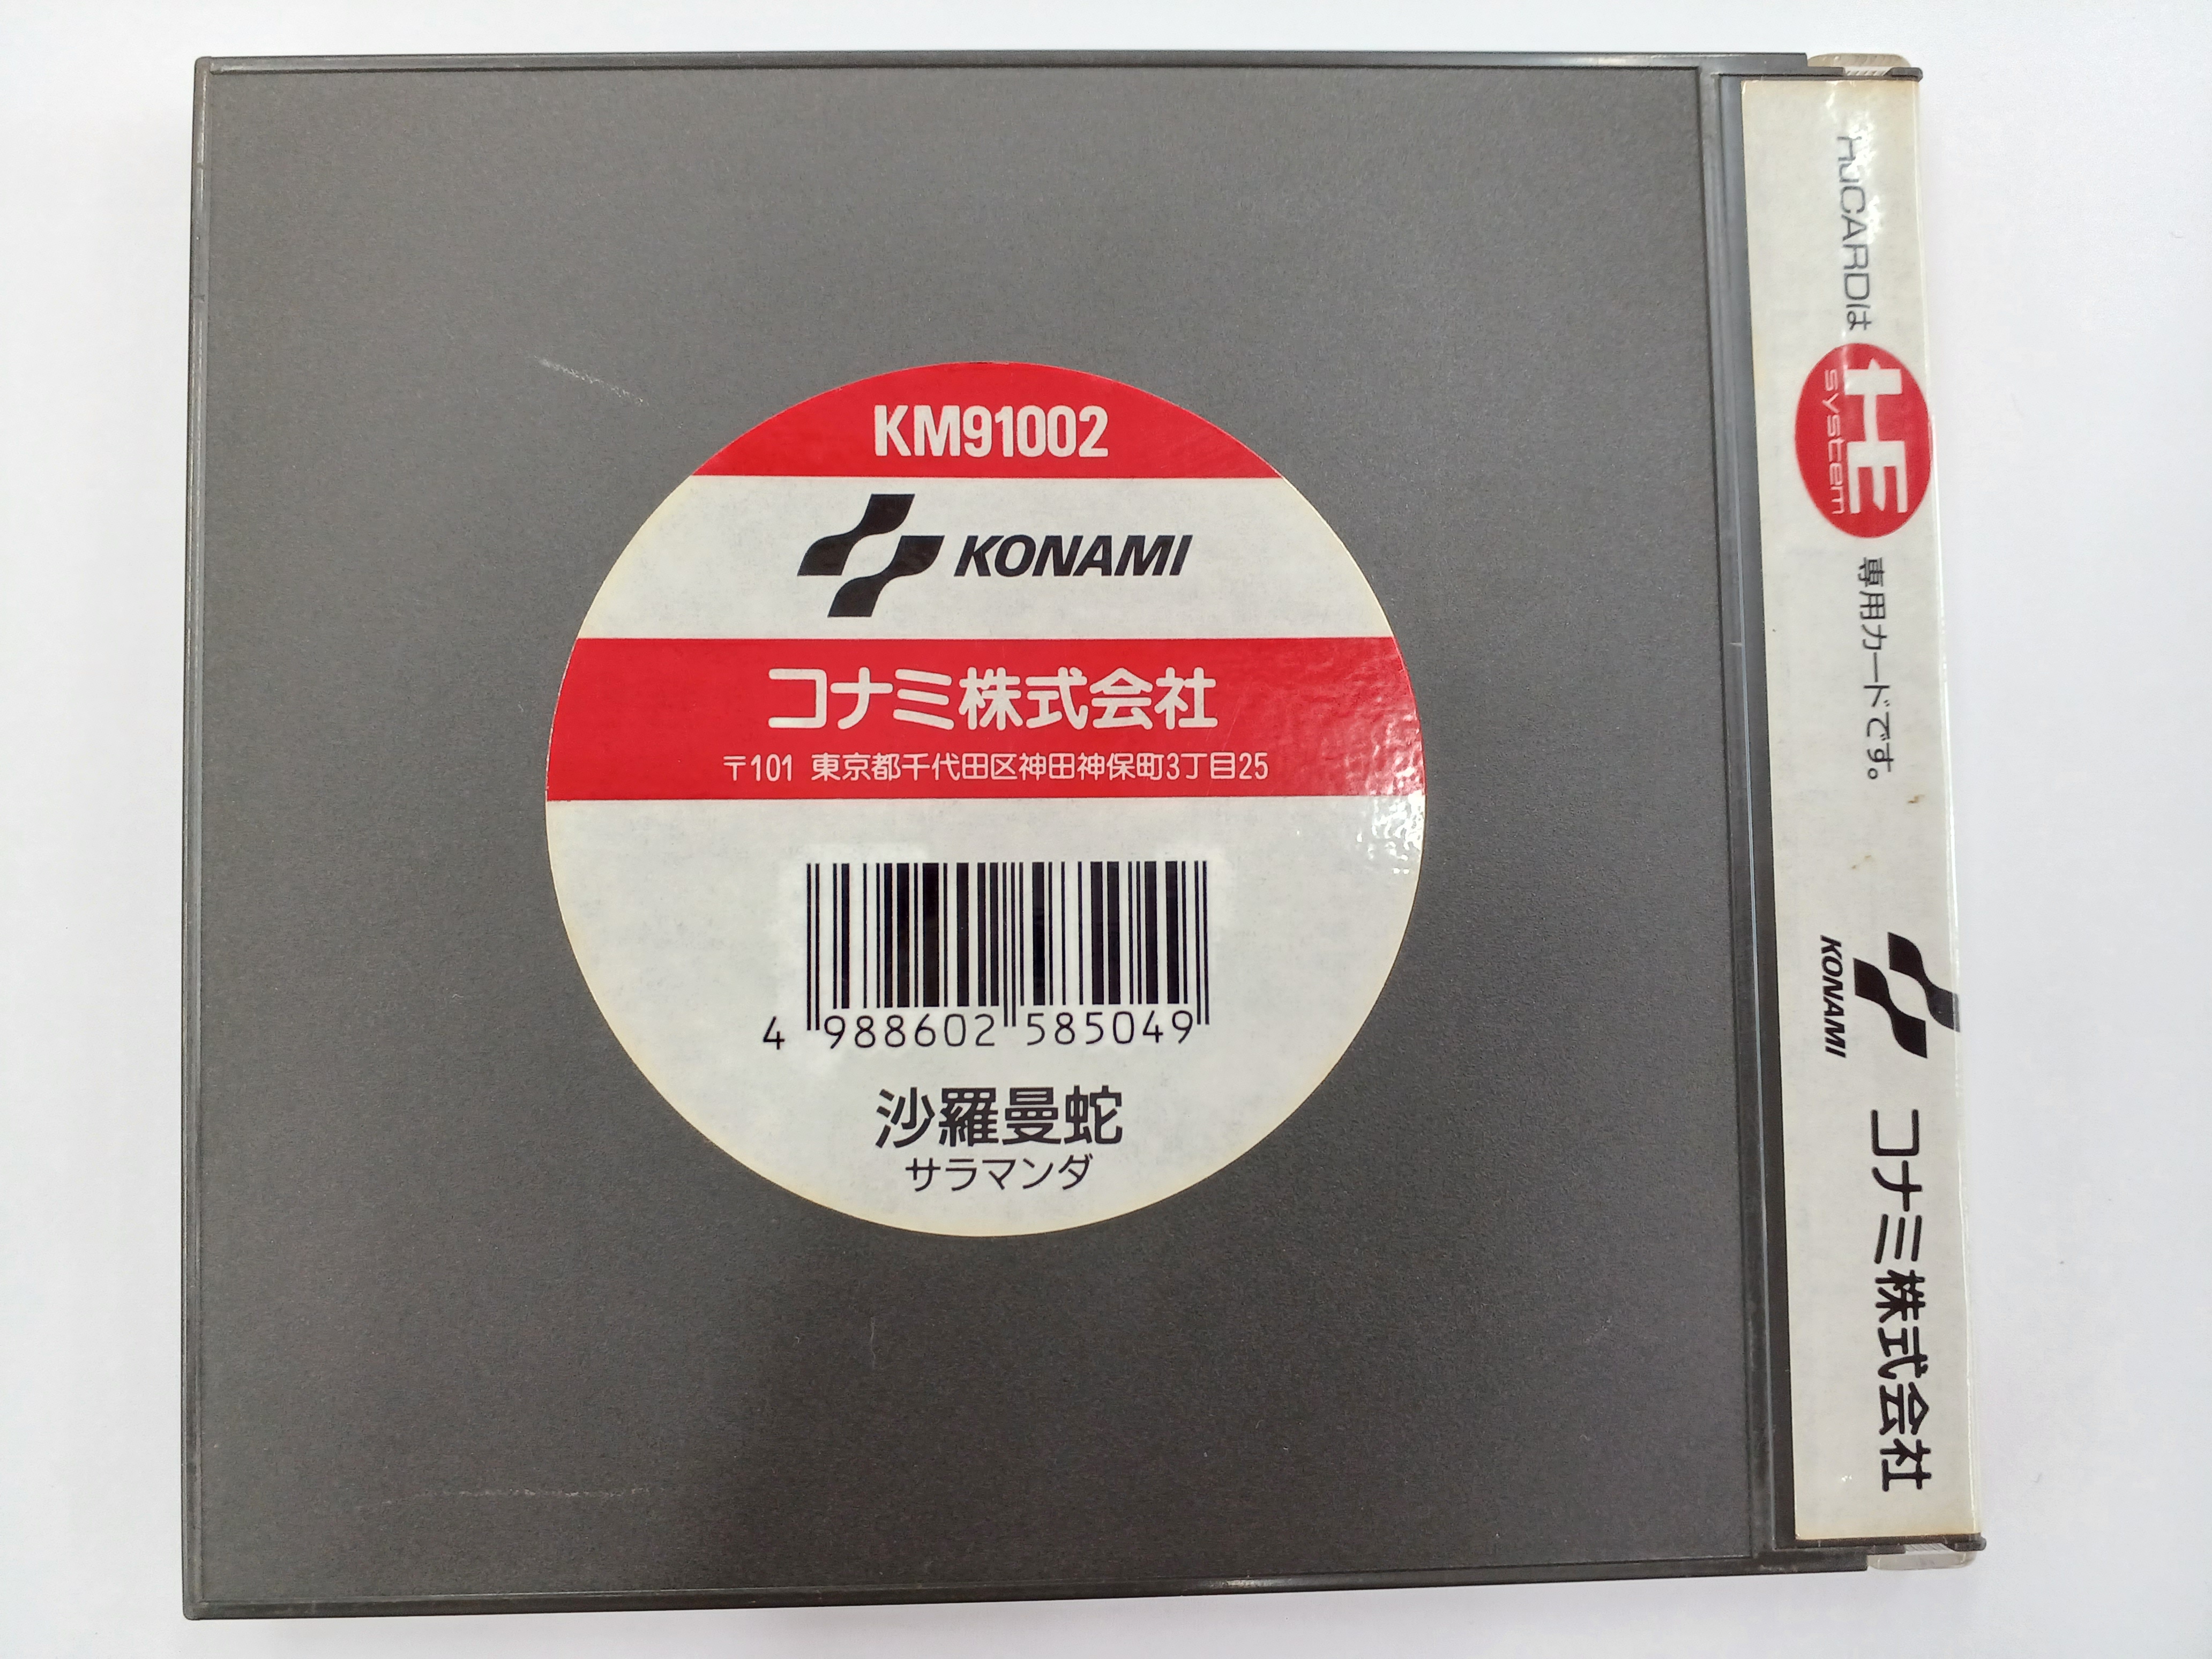 KM91002
KONAMI
コナミ株式会社
〒101 東京都千代田区神田神保町3丁目25
4 988602 585049
沙羅曼蛇
サラマンダ
HuCARDは HE system 専用カードです。 KONAMI コナミ株式会社